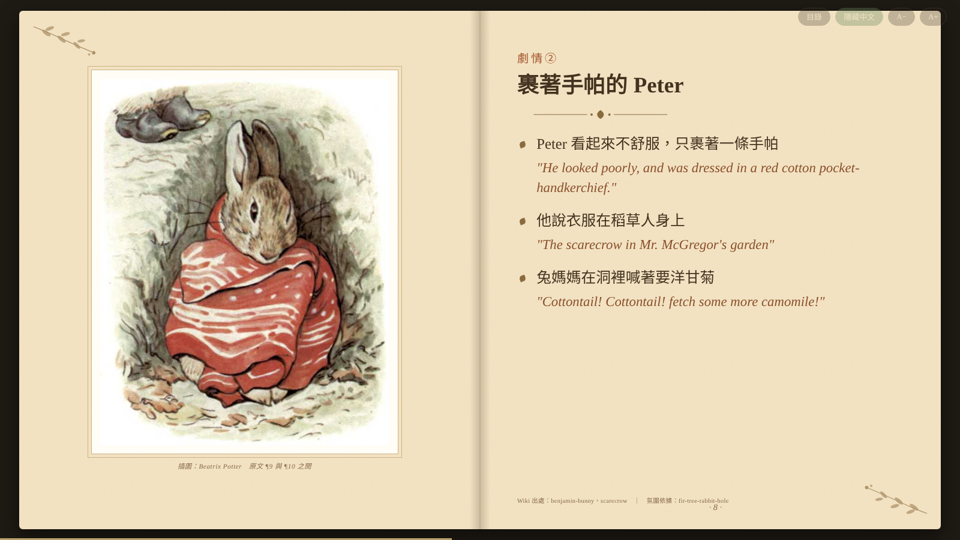 目錄
隱藏中文
A−
A+
劇情②
裹著手帕的 Peter
Peter 看起來不舒服，只裹著一條手帕
"He looked poorly, and was dressed in a red cotton pocket-
handkerchief."
他說衣服在稻草人身上
"The scarecrow in Mr. McGregor's garden"
兔媽媽在洞裡喊著要洋甘菊
"Cottontail! Cottontail! fetch some more camomile!"
插圖：Beatrix Potter　原文 ¶9 與 ¶10 之間
Wiki 出處：benjamin-bunny、scarecrow ｜ 氛圍依據：fir-tree-rabbit-hole
· 8 ·